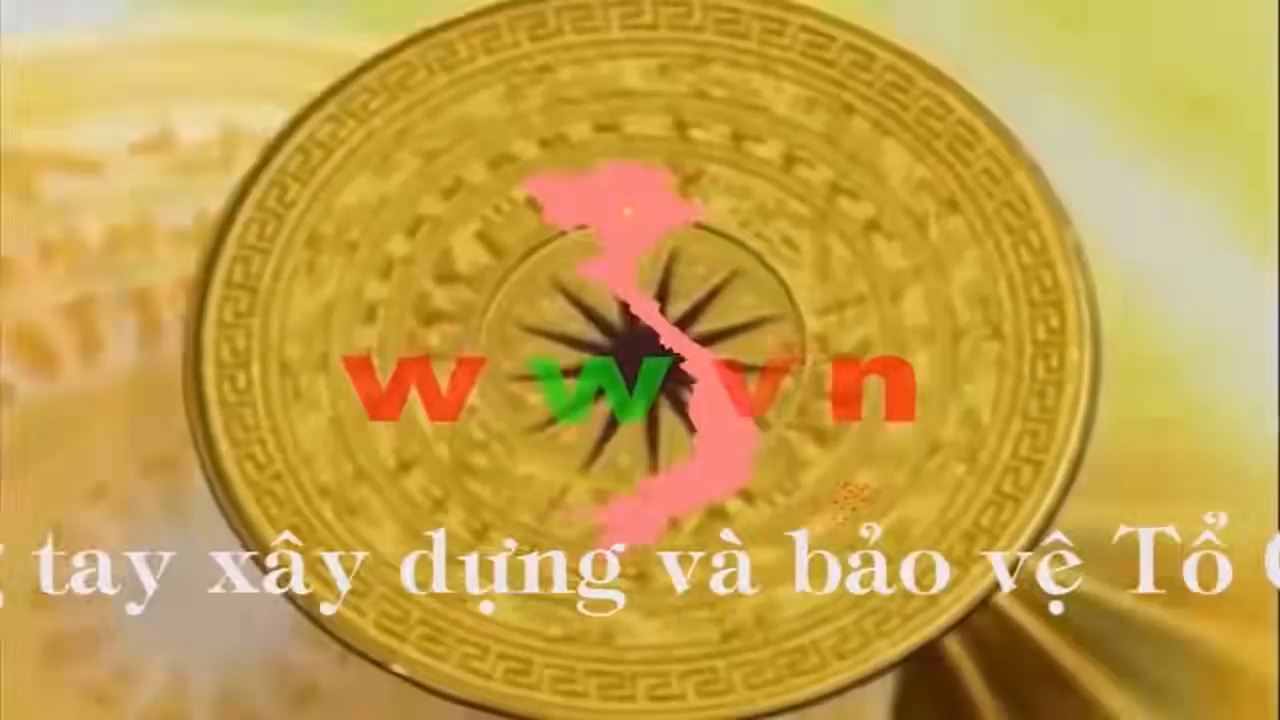 wwvn
tay xây dựng và bảo vệ Tổ